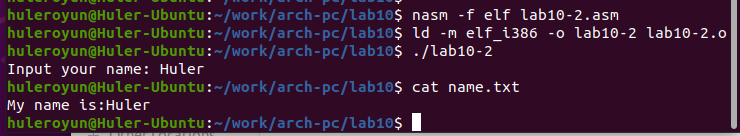 huleroyun@Huler-Ubuntu:~/work/arch-pc/lab10$ nasm -f elf lab10-2.asm
huleroyun@Huler-Ubuntu:~/work/arch-pc/lab10$ ld -m elf_i386 -o lab10-2 lab10-2.o
huleroyun@Huler-Ubuntu:~/work/arch-pc/lab10$ ./lab10-2
Input your name: Huler
huleroyun@Huler-Ubuntu:~/work/arch-pc/lab10$ cat name.txt
My name is:Huler
huleroyun@Huler-Ubuntu:~/work/arch-pc/lab10$